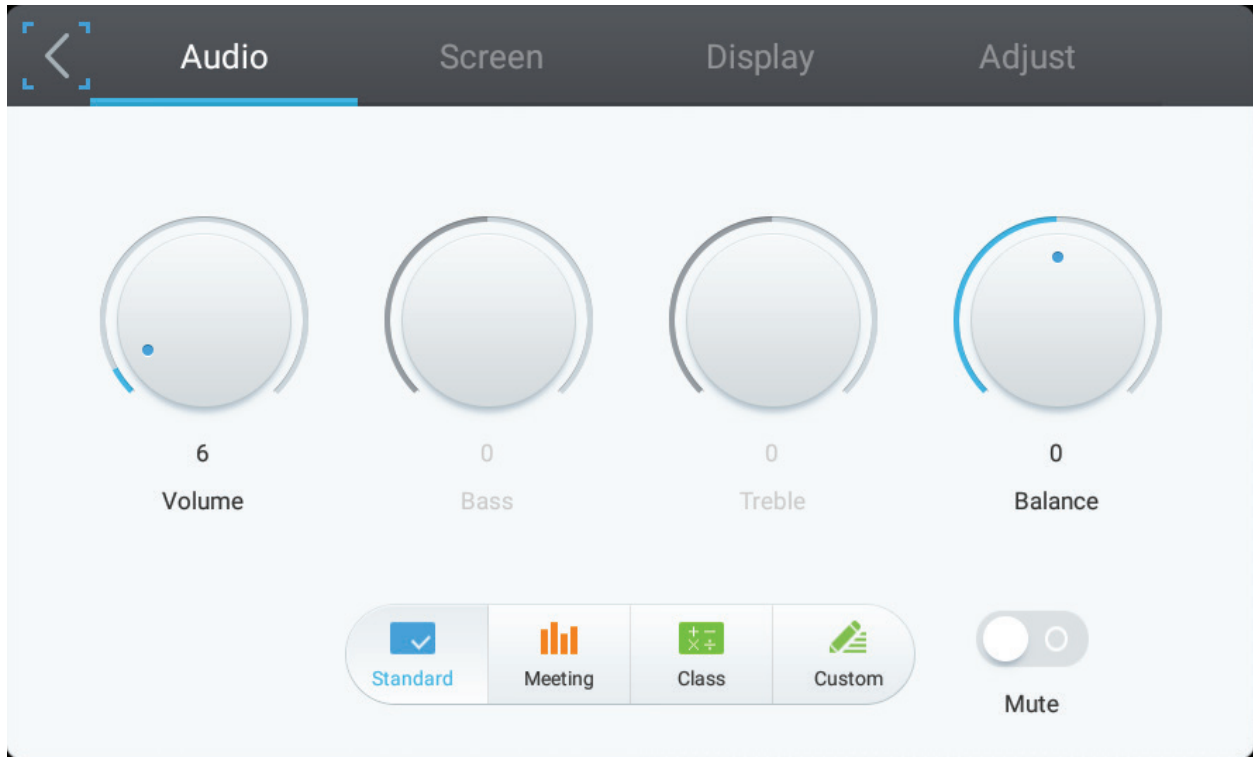 Audio Screen Display Adjust
6 0 0 0
Volume Bass Treble Balance
Standard Meeting Class Custom
Mute